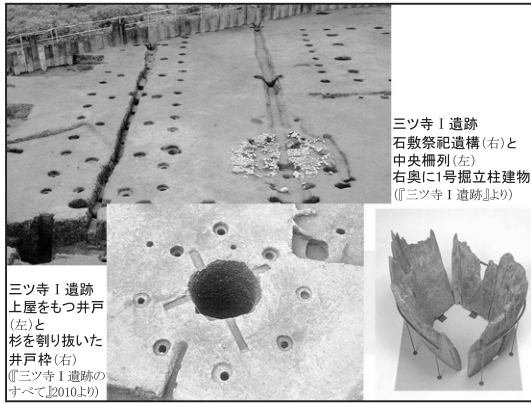 三ツ寺Ⅰ遺跡
石敷祭祀遺構(右)と
中央柵列(左)
右奥に1号掘立柱建物
(『三ツ寺Ⅰ遺跡』より)
三ツ寺Ⅰ遺跡
上屋をもつ井戸
(左)と
杉を刳り抜いた
井戸枠(右)
(『三ツ寺Ⅰ遺跡の
すべて』2010より)